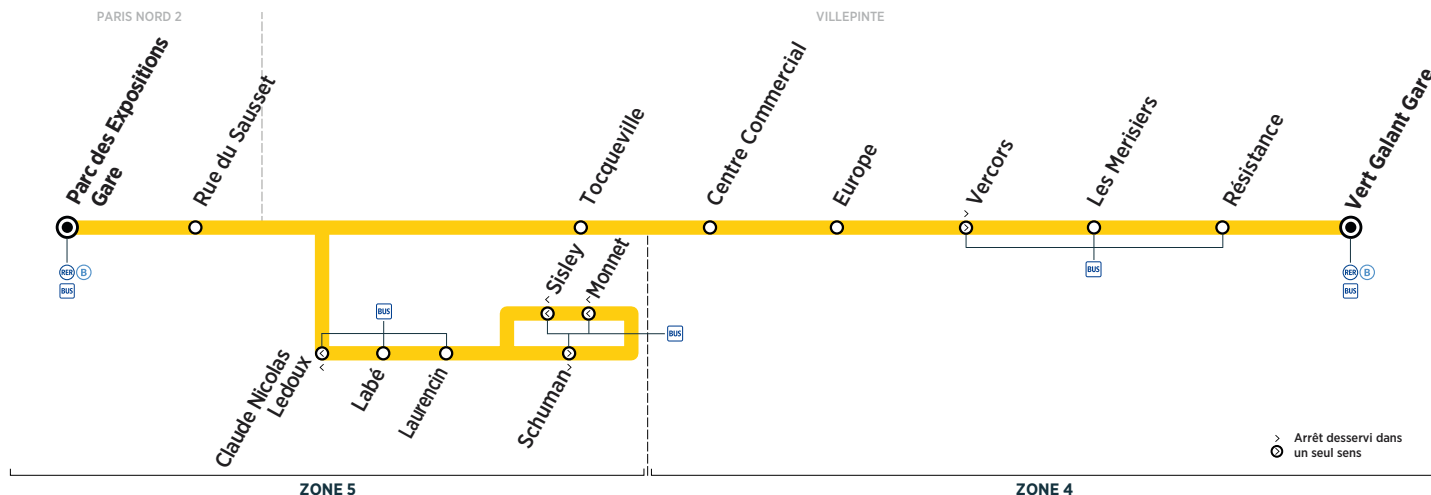 PARIS NORD 2
VILLEPINTE
Parc des Expositions
Gare
Rue du Sausset
Tocqueville
Centre Commercial
Europe
Vercors
Les Merisiers
Résistance
Vert Galant Gare
RER B
BUS
Sisley
Monnet
BUS
RER B
BUS
BUS
BUS
Claude Nicolas
Ledoux
Labé
Laurencin
Schuman
Arrêt desservi dans
un seul sens
ZONE 5
ZONE 4